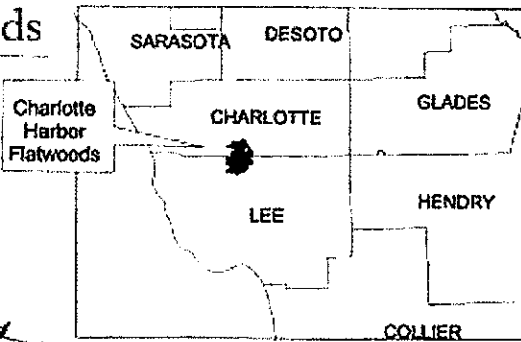 ds
SARASOTA
DESOTO
Charlotte
Harbor
Flatwoods
CHARLOTTE
GLADES
LEE
HENDRY
COLLIER